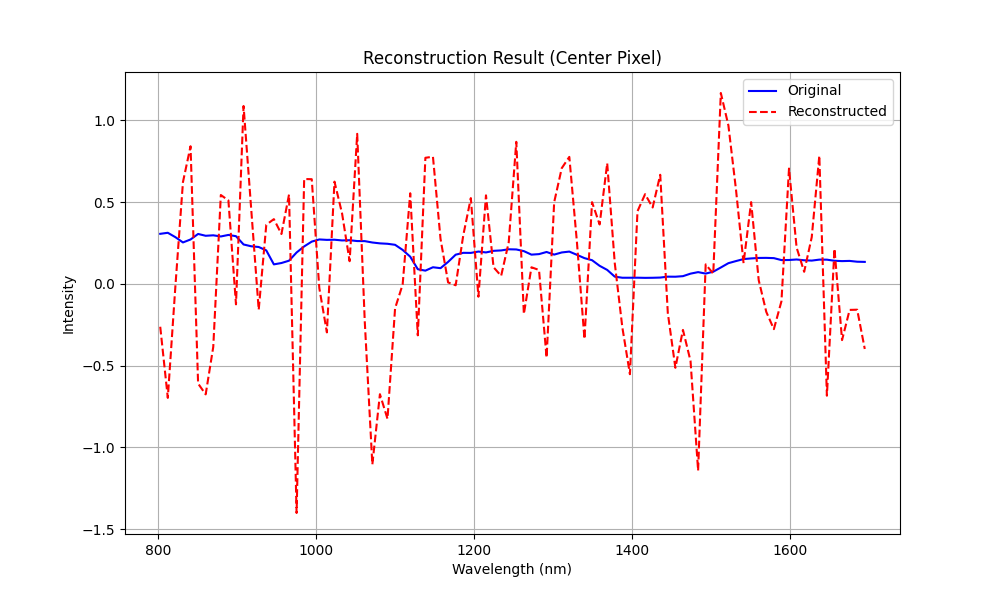 Reconstruction Result (Center Pixel)
Original
Reconstructed
1.0
0.5
0.0
−0.5
−1.0
−1.5
Intensity
800
1000
1200
1400
1600
Wavelength (nm)